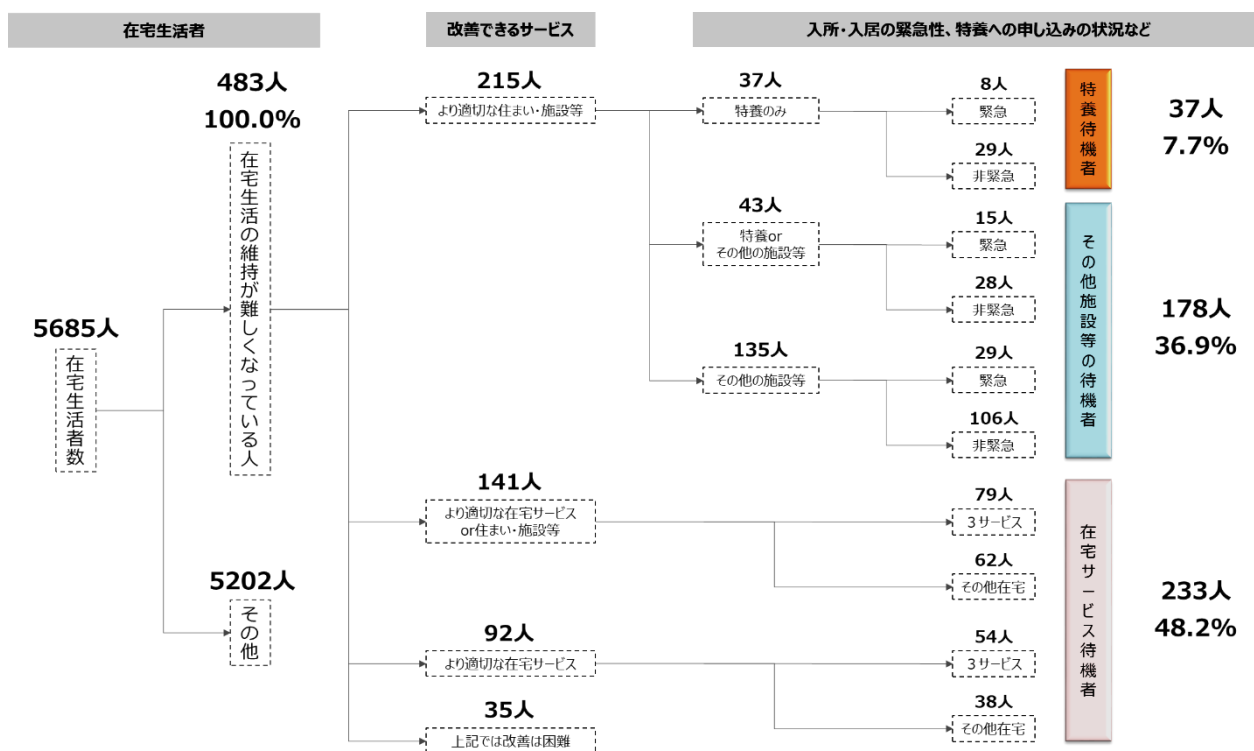 在宅生活者
改善できるサービス
入所・入居の緊急性、特養への申し込みの状況など
5685人
在宅生活者数
483人
100.0%
在宅生活の維持が難しくなっている人
5202人
その他
215人
より適切な住まい・施設等
37人
特養のみ
8人
緊急
29人
非緊急
43人
特養or
その他の施設等
15人
緊急
28人
非緊急
135人
その他の施設等
29人
緊急
106人
非緊急
141人
より適切な在宅サービス
or住まい・施設等
79人
3サービス
62人
その他在宅
92人
より適切な在宅サービス
54人
3サービス
38人
その他在宅
35人
上記では改善は困難
特養待機者
37人
7.7%
その他施設等の待機者
178人
36.9%
在宅サービス待機者
233人
48.2%